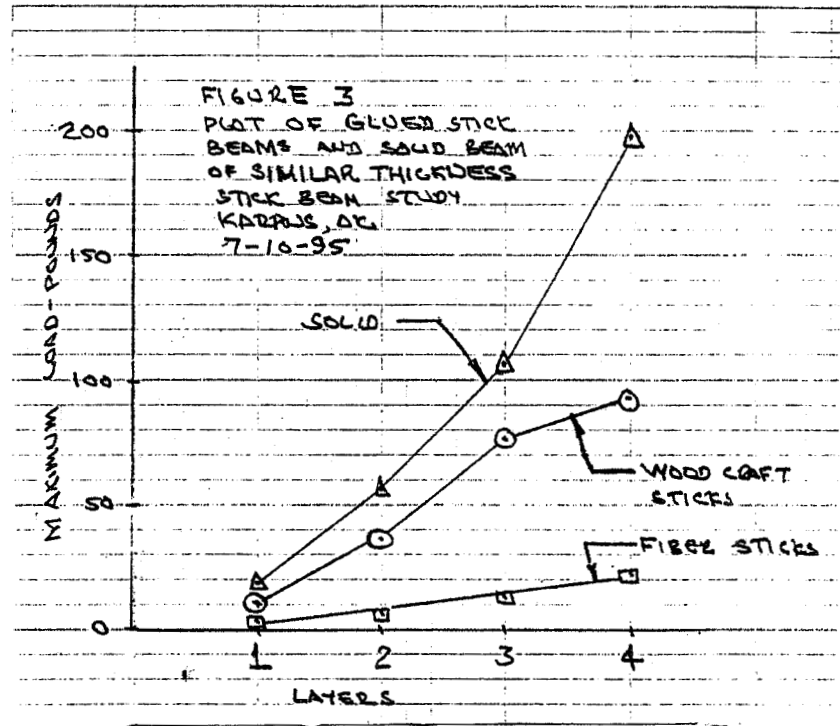 FIGURE 3
PLOT OF GLUED STICK
BEAMS AND SOLID BEAM
OF SIMILAR THICKNESS
STICK BEAM STUDY
7-10-95
MAXIMUM LOAD-POUNDS
200
150
100
50
0
SOLID
WOOD CRAFT
STICKS
FIBER STICKS
1 2 3 4
LAYERS